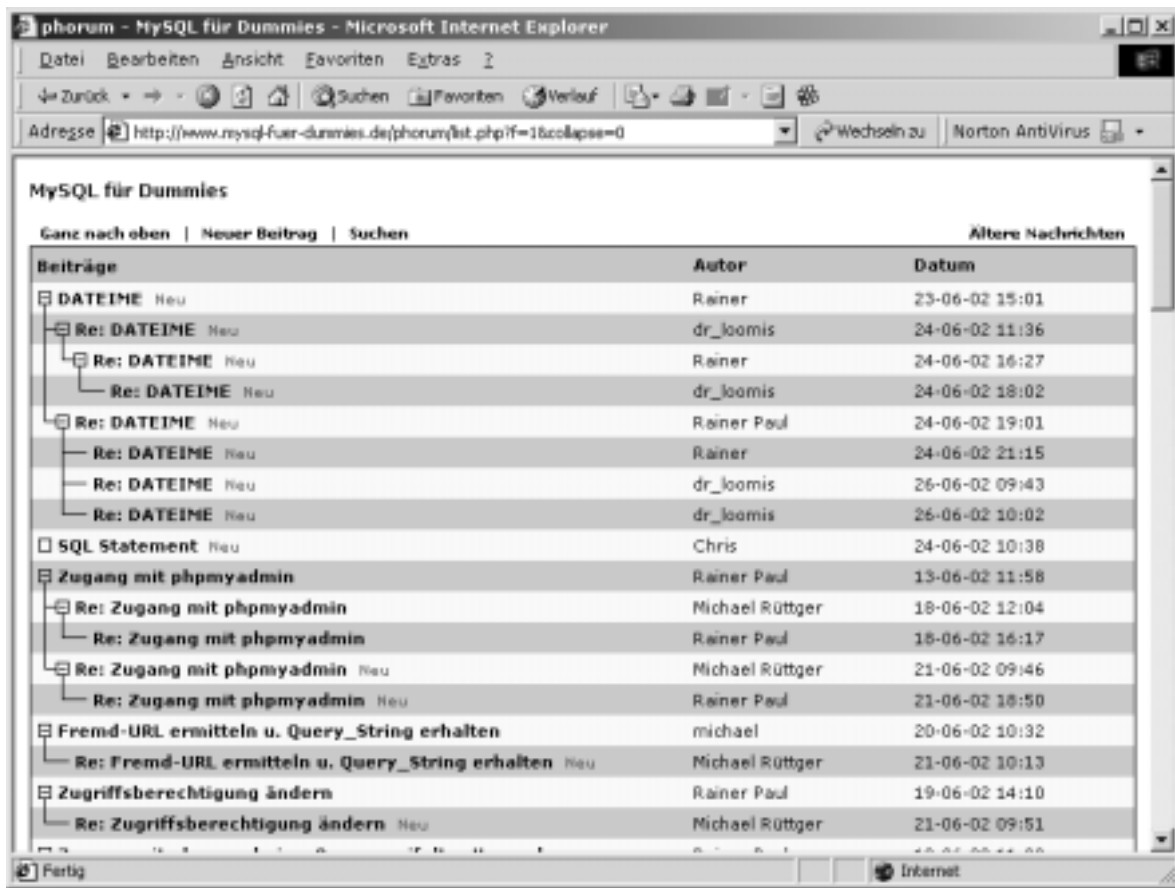 phorum - MySQL für Dummies - Microsoft Internet Explorer
Datei Bearbeiten Ansicht Favoriten Extras ?
Zurück Suchen Favoriten Verlauf
Adresse http://www.mysql-fuer-dummies.de/phorum/list.php?f=1&collapse=0 Wechseln zu Norton AntiVirus
MySQL für Dummies
Ganz nach oben | Neuer Beitrag | Suchen Ältere Nachrichten
Beiträge Autor Datum
DATEIME Neu Rainer 23-06-02 15:01
Re: DATEIME Neu dr_loomis 24-06-02 11:36
Re: DATEIME Neu Rainer 24-06-02 16:27
Re: DATEIME Neu dr_loomis 24-06-02 18:02
Re: DATEIME Neu Rainer Paul 24-06-02 19:01
Re: DATEIME Neu Rainer 24-06-02 21:15
Re: DATEIME Neu dr_loomis 26-06-02 09:43
Re: DATEIME Neu dr_loomis 26-06-02 10:02
SQL Statement Neu Chris 24-06-02 10:38
Zugang mit phpmyadmin Rainer Paul 13-06-02 11:58
Re: Zugang mit phpmyadmin Michael Rüttger 18-06-02 12:04
Re: Zugang mit phpmyadmin Rainer Paul 18-06-02 16:17
Re: Zugang mit phpmyadmin Neu Michael Rüttger 21-06-02 09:46
Re: Zugang mit phpmyadmin Neu Rainer Paul 21-06-02 18:50
Fremd-URL ermitteln u. Query_String erhalten michael 20-06-02 10:32
Re: Fremd-URL ermitteln u. Query_String erhalten Neu Michael Rüttger 21-06-02 10:13
Zugriffsberechtigung ändern Rainer Paul 19-06-02 14:10
Re: Zugriffsberechtigung ändern Neu Michael Rüttger 21-06-02 09:51
Fertig Internet